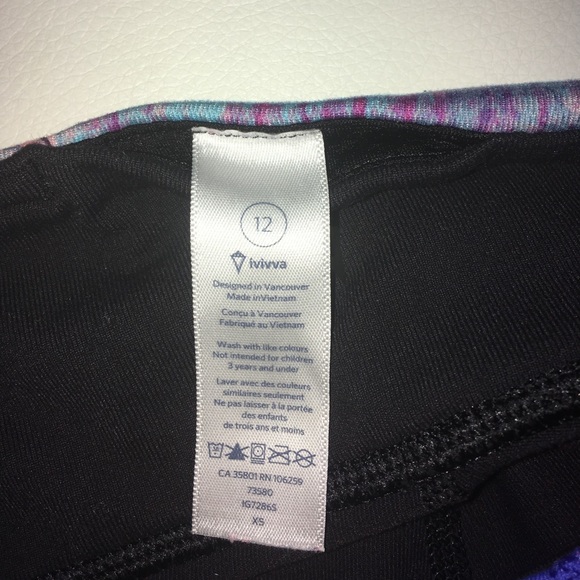 12
ivivva
Designed in Vancouver
Made in Vietnam
Conçu à Vancouver
Fabriqué au Vietnam
Wash with like colours
Not intended for children
3 years and under
Laver avec des couleurs
similaires seulement
Ne pas laisser à la portée
des enfants
de trois ans et moins
CA 35801 RN 106259
73580
IG7286S
XS